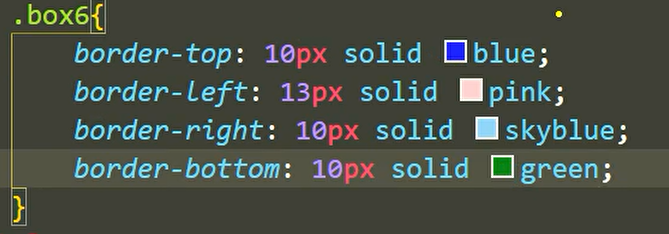 .box6{
border-top: 10px solid blue;
border-left: 13px solid pink;
border-right: 10px solid skyblue;
border-bottom: 10px solid green;
}